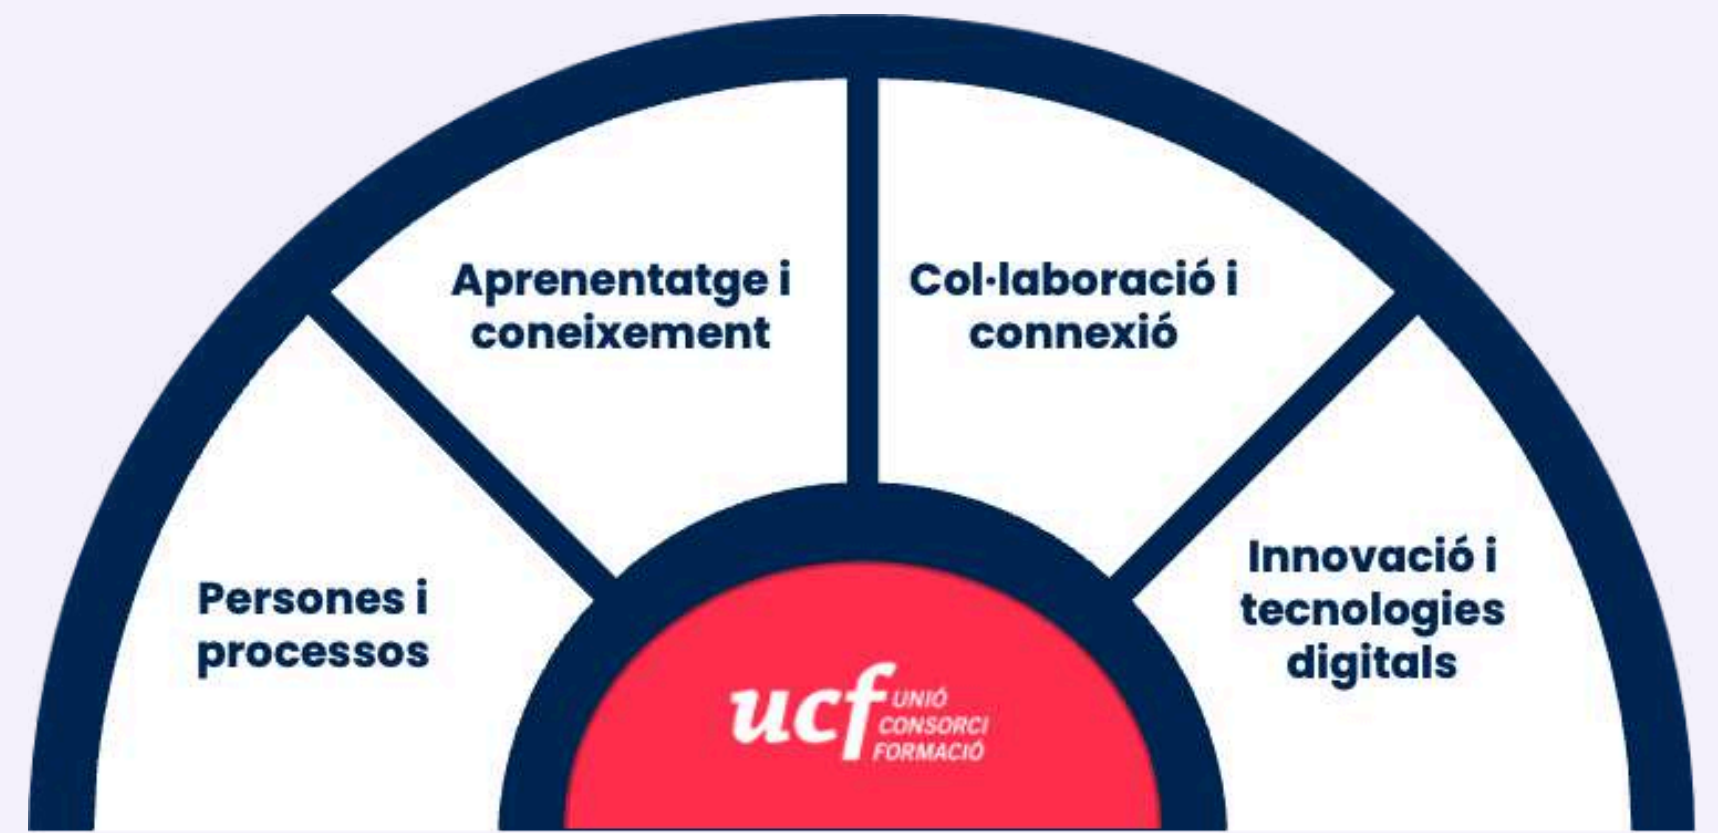 Aprenentatge i
coneixement
Col·laboració i
connexió
Persones i
processos
Innovació i
tecnologies
digitals
ucf
UNIÓ
CONSORCI
FORMACIÓ